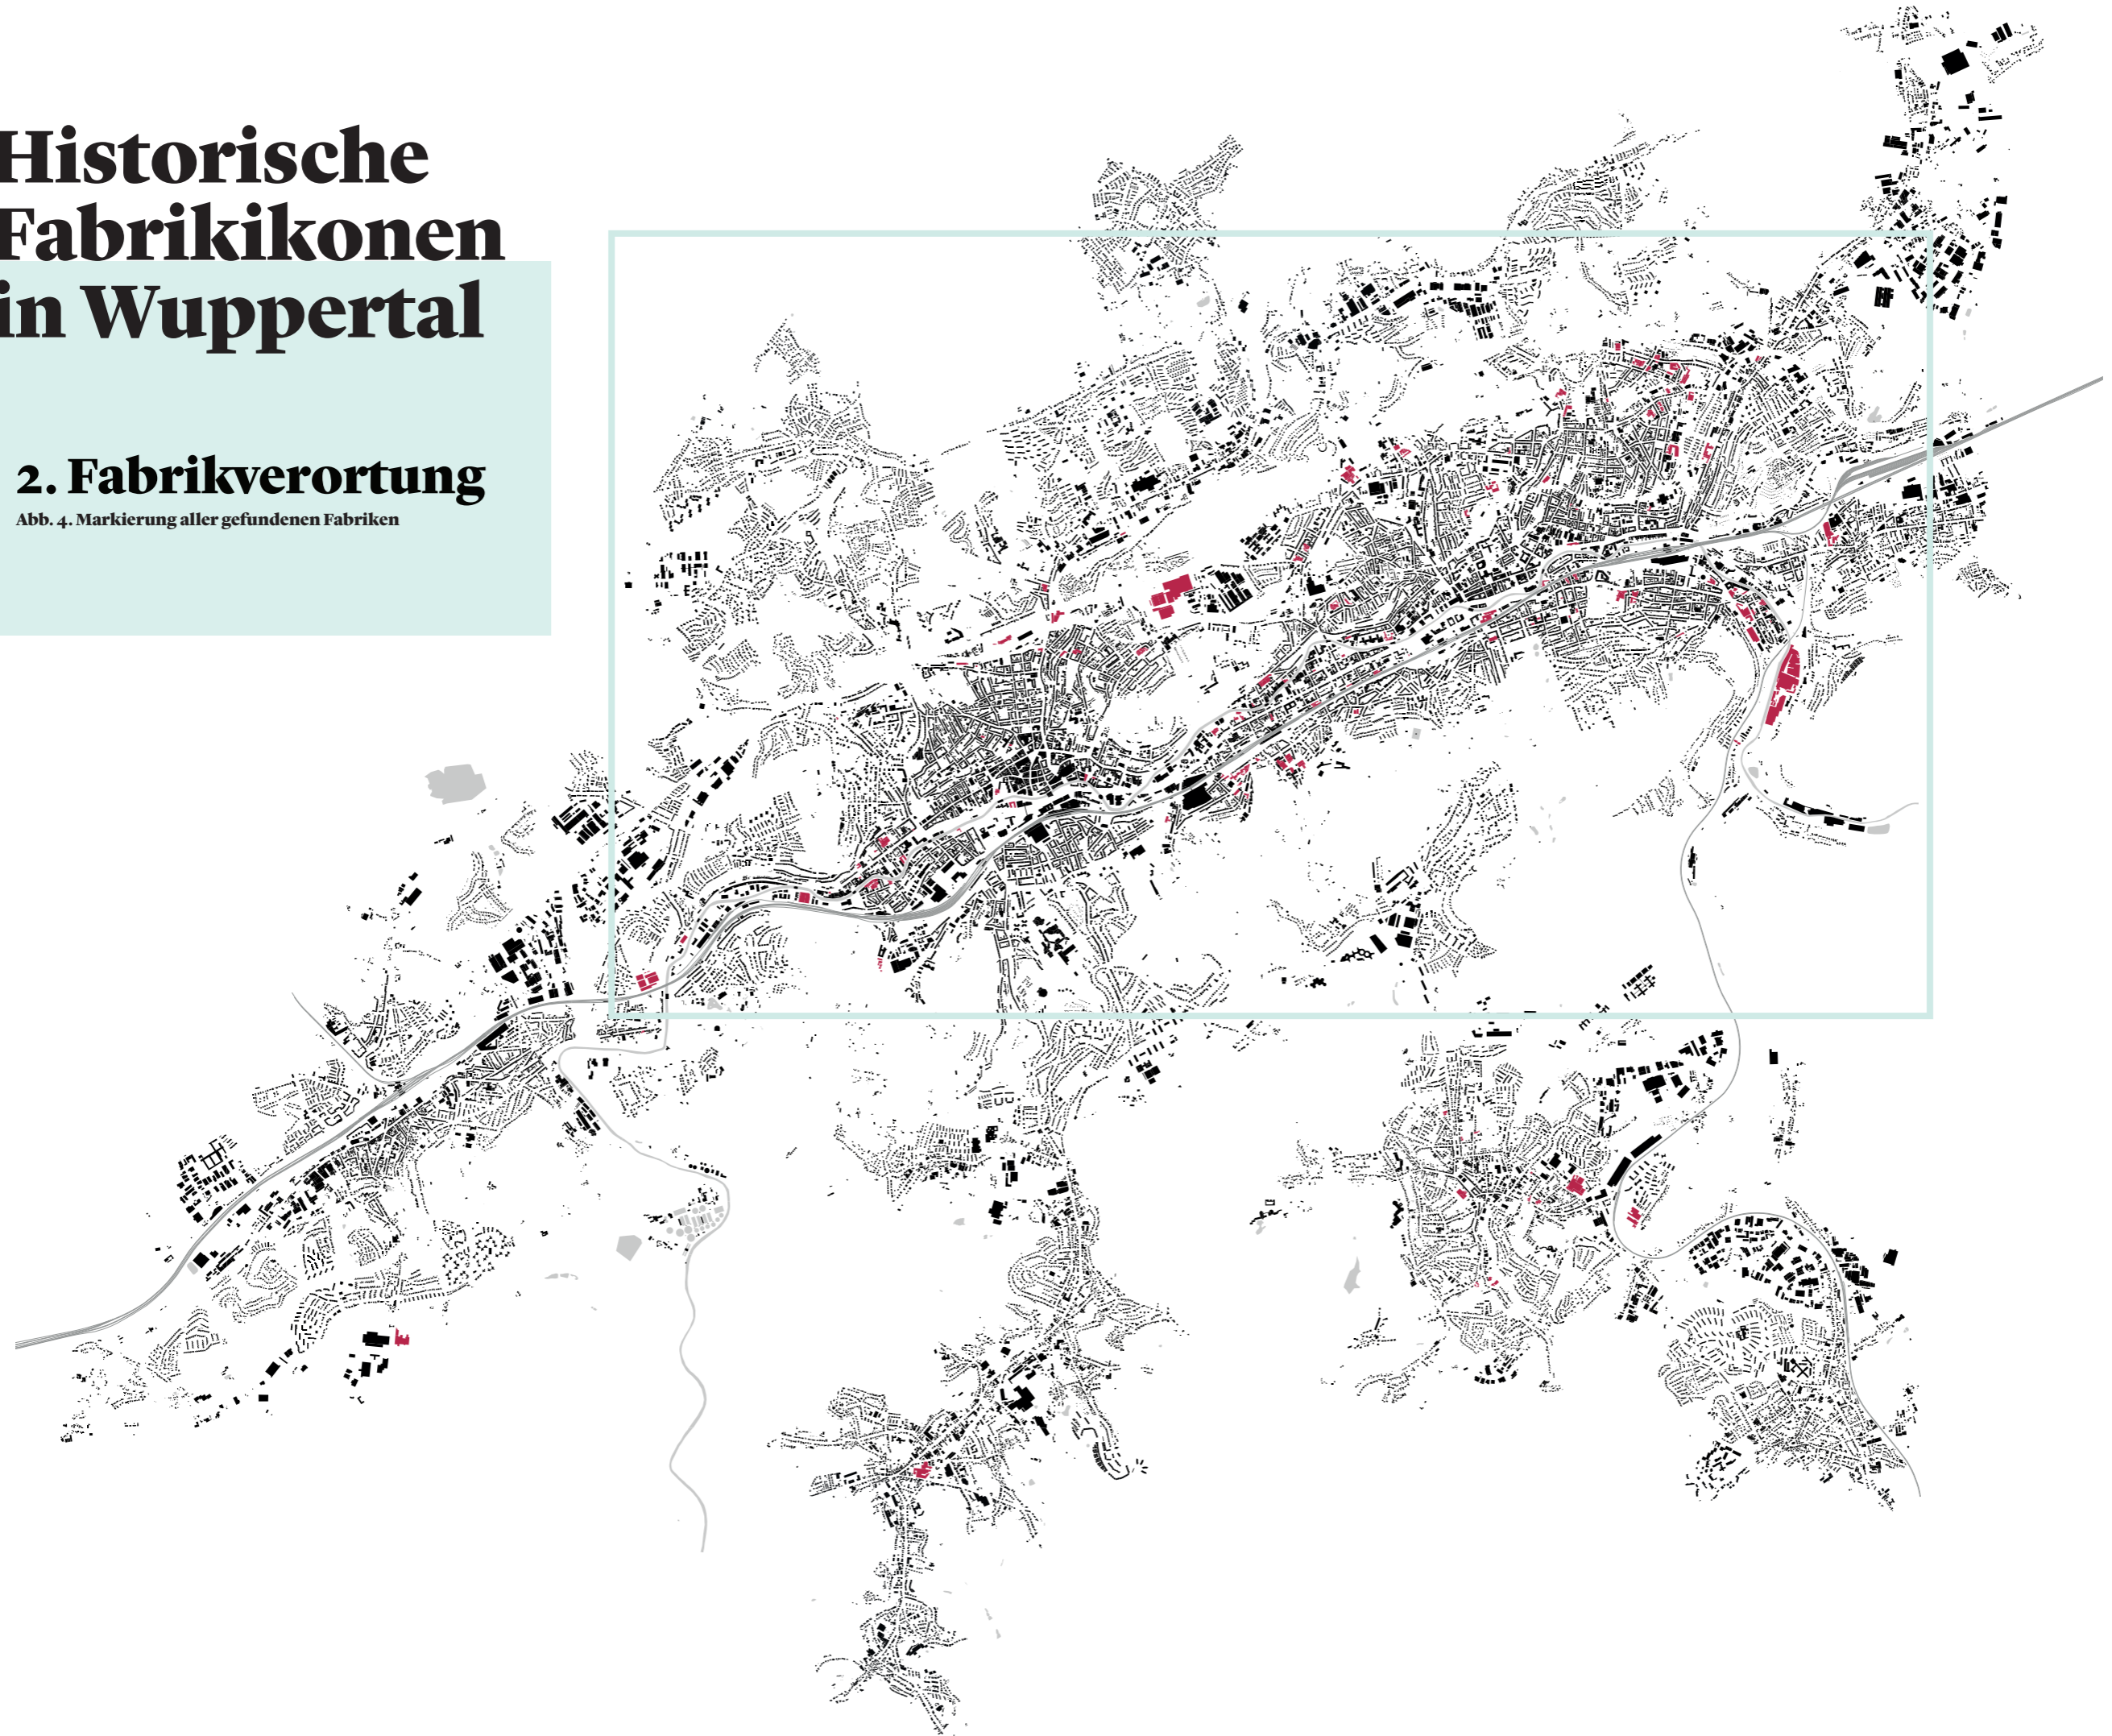 Historische
Fabrikikonen
in Wuppertal
2. Fabrikverortung
Abb. 4. Markierung aller gefundenen Fabriken